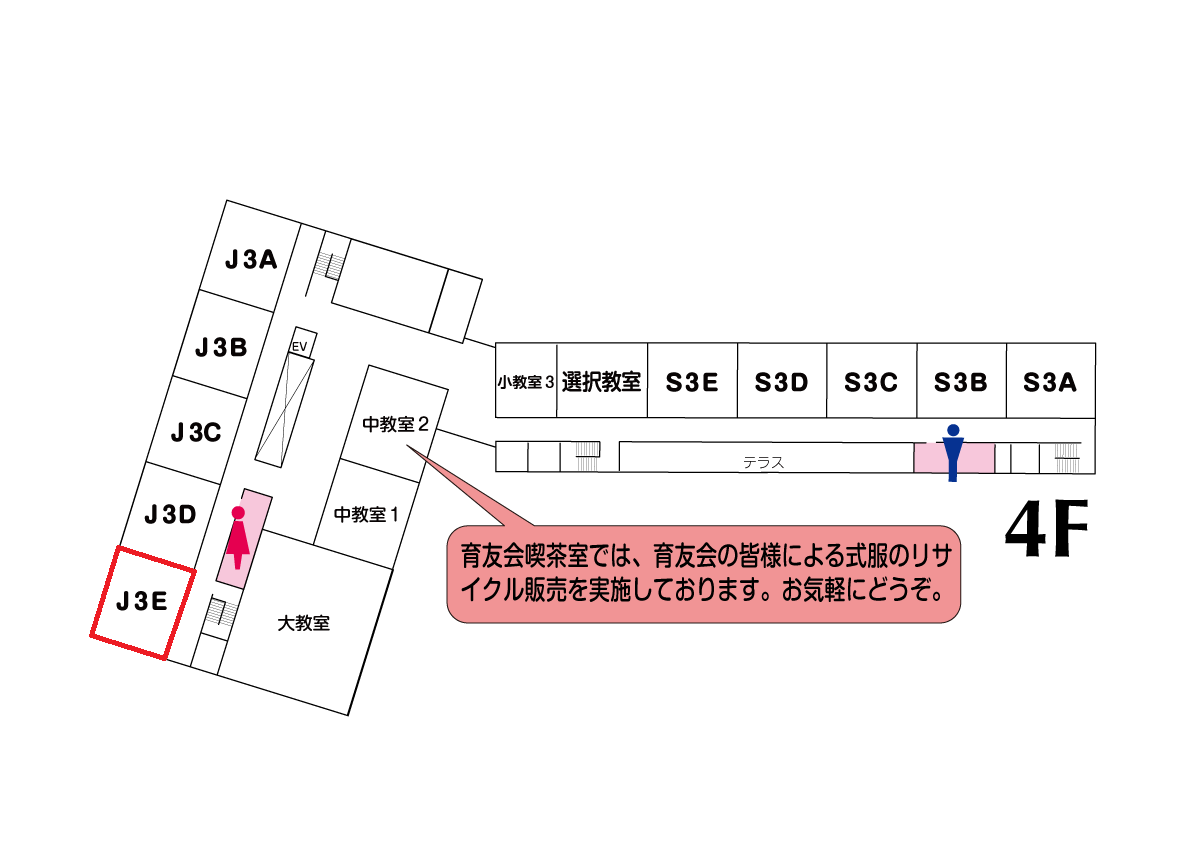 J3A
J3B
EV
J3C
J3D
J3E
中教室2
中教室1
大教室
小教室3
選択教室
S3E
S3D
S3C
S3B
S3A
テラス
4F
育友会喫茶室では、育友会の皆様による式服のリサ
イクル販売を実施しております。お気軽にどうぞ。